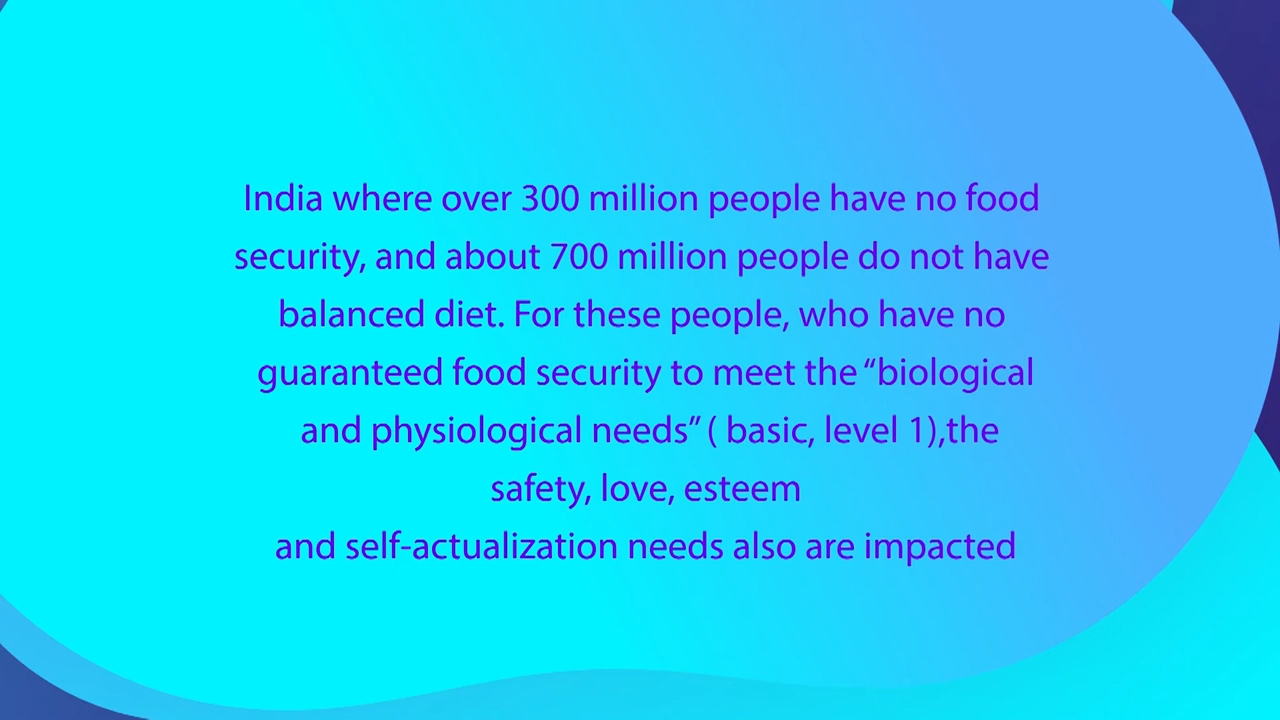 India where over 300 million people have no food
security, and about 700 million people do not have
balanced diet. For these people, who have no
guaranteed food security to meet the “biological
and physiological needs” ( basic, level 1),the
safety, love, esteem
and self-actualization needs also are impacted